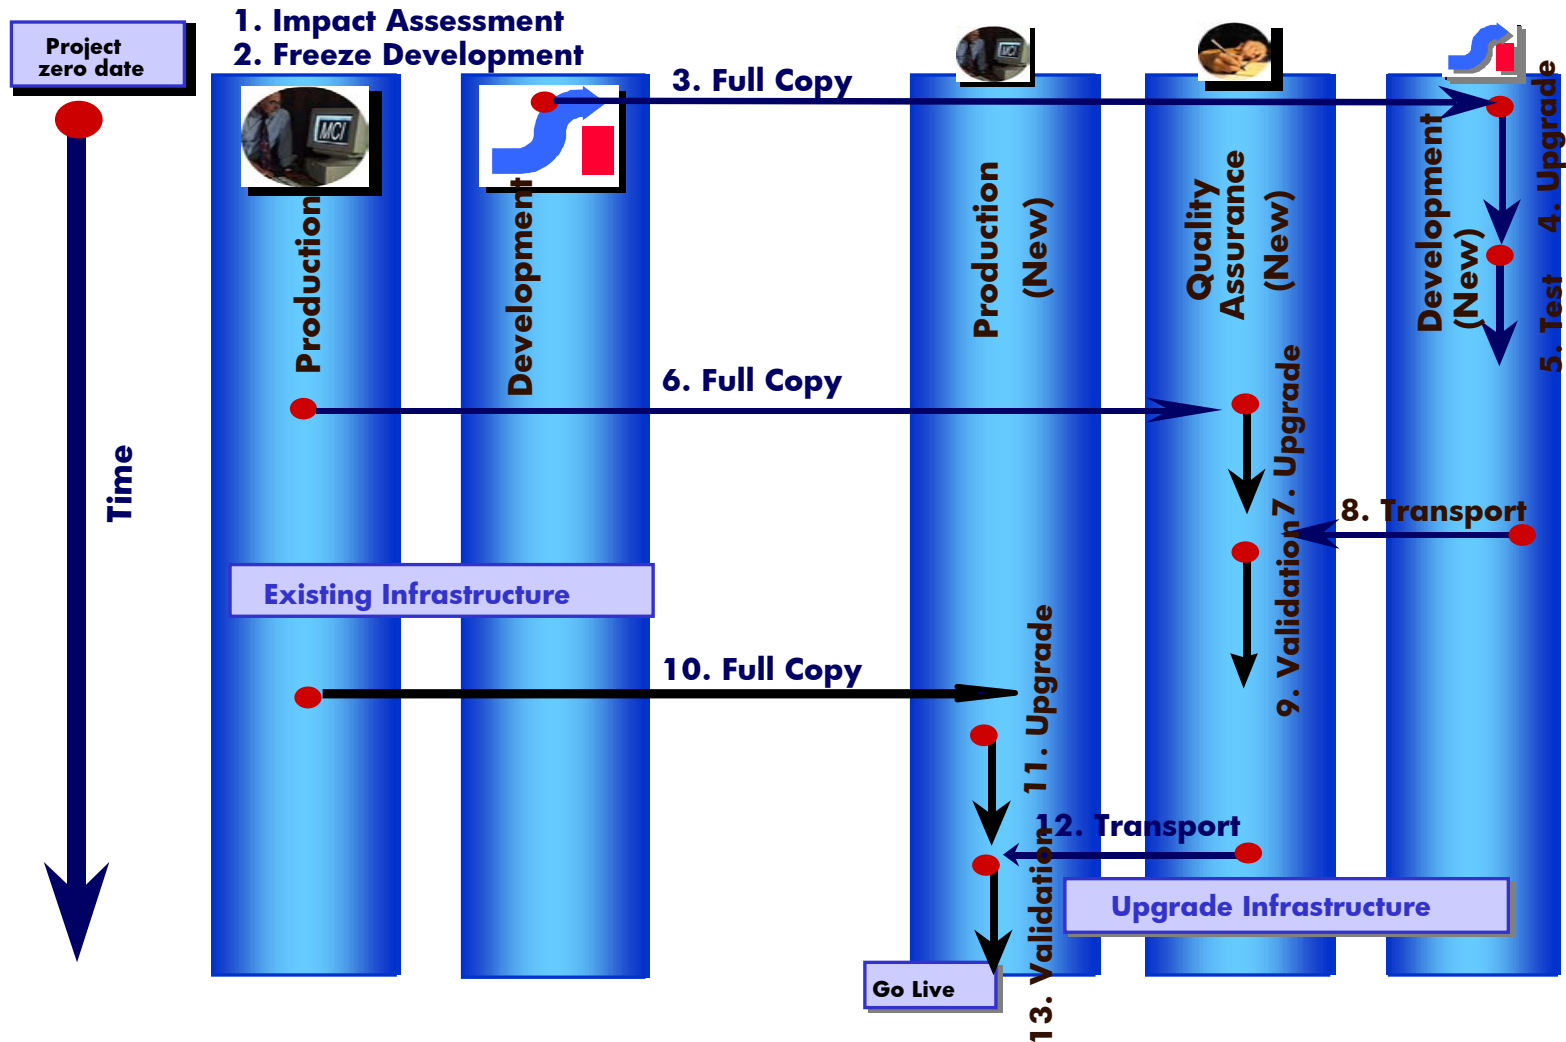 Project
zero date
1. Impact Assessment
2. Freeze Development
MCI
MCI
3. Full Copy
4. Upgrade
5. Test
Production
Development
Production
(New)
Quality
Assurance
(New)
Development
(New)
6. Full Copy
7. Upgrade
Time
8. Transport
9. Validation
Existing Infrastructure
10. Full Copy
11. Upgrade
12. Transport
13. Validation
Upgrade Infrastructure
Go Live